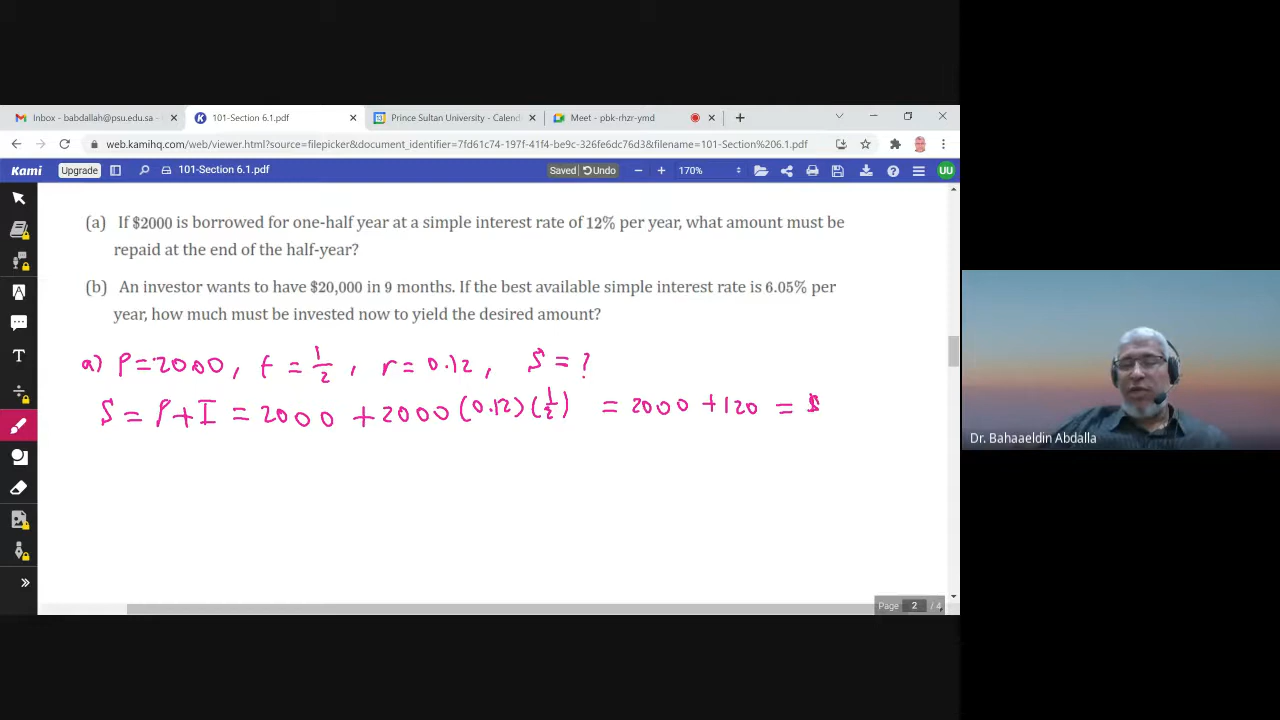 Inbox - babdallah@psu.edu.sa - 
101-Section 6.1.pdf
Prince Sultan University - Calend
Meet - pbk-rhzr-ymd
web.kamihq.com/web/viewer.html?source=filepicker&document_identifier=7fd61c74-197f-41f4-be9c-326fe6dc76d3&filename=101-Section%206.1.pdf
Kami Upgrade 101-Section 6.1.pdf Saved Undo 170% UU
(a) If $2000 is borrowed for one-half year at a simple interest rate of 12% per year, what amount must be
repaid at the end of the half-year?
(b) An investor wants to have $20,000 in 9 months. If the best available simple interest rate is 6.05% per
year, how much must be invested now to yield the desired amount?
a) P=2000, t=1/2, r=0.12, S=?
S = P+I = 2000 + 2000(0.12)(1/2) = 2000+120 = $
Dr. Bahaaeldin Abdalla
Page 2 / 4